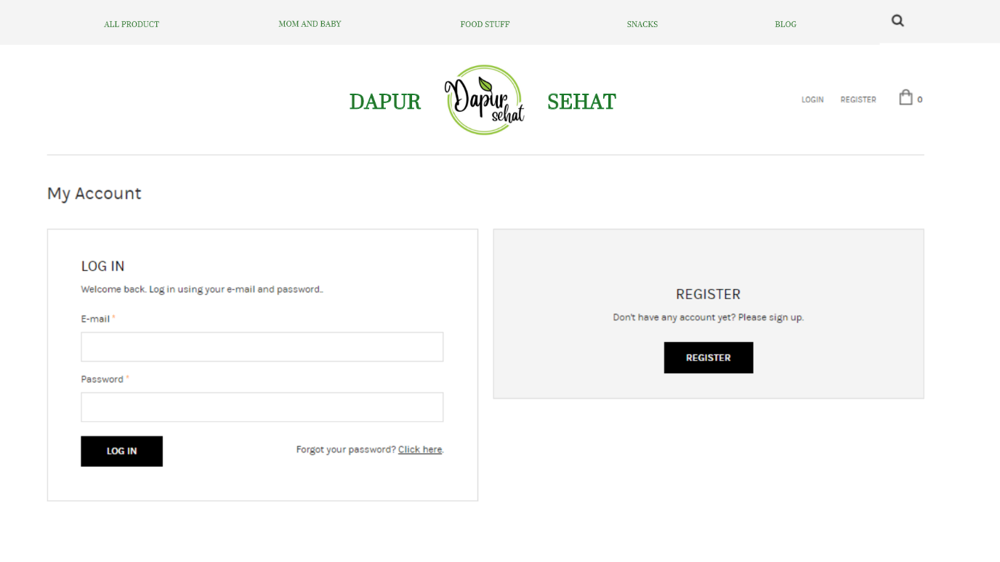 ALL PRODUCT MOM AND BABY FOOD STUFF SNACKS BLOG
DAPUR Dapur sehat SEHAT
LOGIN REGISTER 0
My Account
LOG IN
Welcome back. Log in using your e-mail and password..
E-mail *
Password *
LOG IN Forgot your password? Click here.
REGISTER
Don't have any account yet? Please sign up.
REGISTER